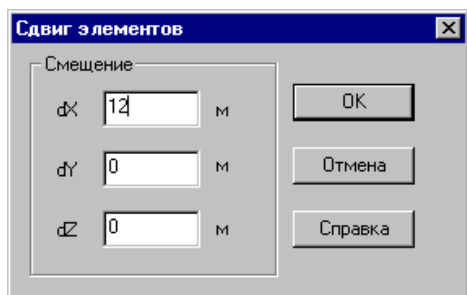 Сдвиг элементов
Смещение
dX 12 м OK
dY 0 м Отмена
dZ 0 м Справка